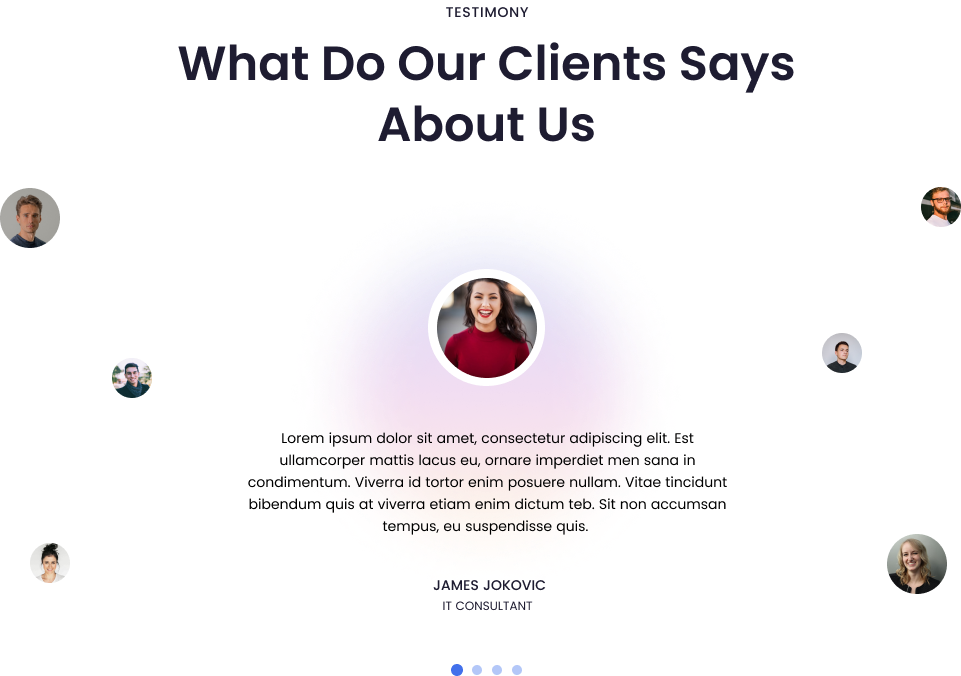 TESTIMONY
What Do Our Clients Says
About Us
Lorem ipsum dolor sit amet, consectetur adipiscing elit. Est
ullamcorper mattis lacus eu, ornare imperdiet men sana in
condimentum. Viverra id tortor enim posuere nullam. Vitae tincidunt
bibendum quis at viverra etiam enim dictum teb. Sit non accumsan
tempus, eu suspendisse quis.
JAMES JOKOVIC
IT CONSULTANT